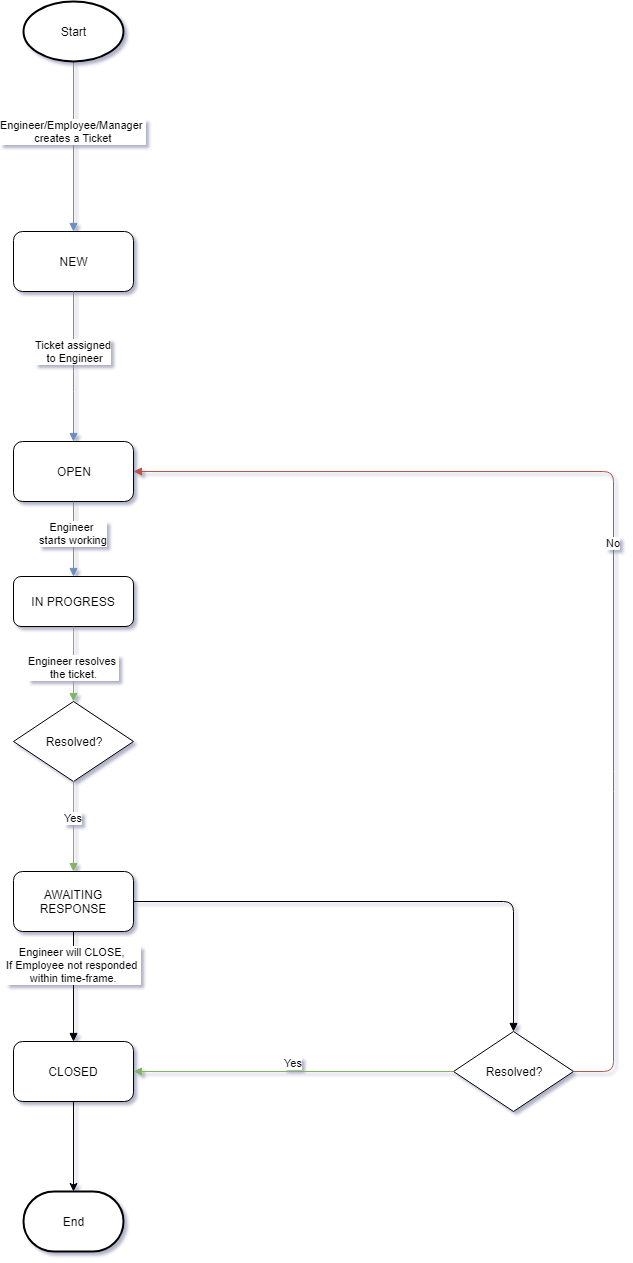 Start
Engineer/Employee/Manager
creates a Ticket
NEW
Ticket assigned
to Engineer
OPEN
Engineer
starts working
No
IN PROGRESS
Engineer resolves
the ticket.
Resolved?
Yes
AWAITING
RESPONSE
Engineer will CLOSE,
If Employee not responded
within time-frame.
CLOSED
Yes
Resolved?
End